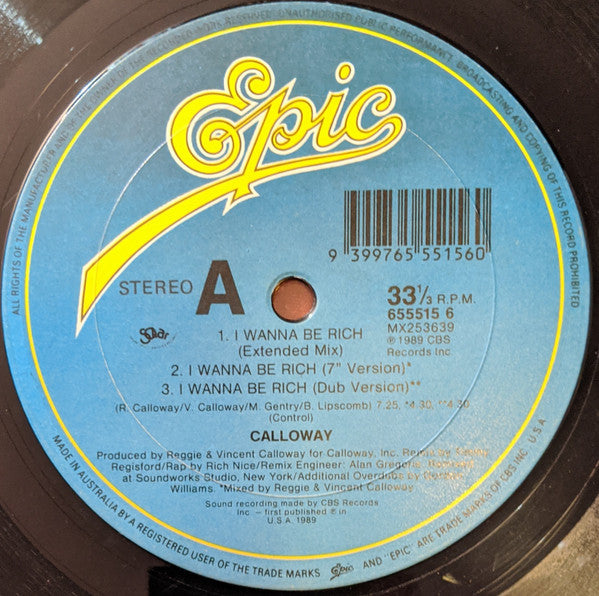 ALL RIGHTS OF THE MANUFACTURER AND OF THE OWNER OF THE RECORDED WORK RESERVED. UNAUTHORISED PUBLIC PERFORMANCE, BROADCASTING AND COPYING OF THIS RECORD PROHIBITED
Epic
9 399765 551560
STEREO A
33⅓ R.P.M.
655515 6
MX253639
℗ 1989 CBS
Records Inc
Solar
1. I WANNA BE RICH
(Extended Mix)
2. I WANNA BE RICH (7" Version)*
3. I WANNA BE RICH (Dub Version)**
(R. Calloway/V. Calloway/M. Gentry/B. Lipscomb) 7.25, *4.30, **4.30
(Control)
CALLOWAY
Produced by Reggie & Vincent Calloway for Calloway, Inc.
Regisford/Rap by Rich Nice/Remix Engineer: Alan
at Soundworks Studio, New York/Additional Overdubs by
Williams. *Mixed by Reggie & Vincent Calloway
Sound recording made by CBS Records
Inc – first published ℗ in
U.S.A. 1989
MADE IN AUSTRALIA BY A REGISTERED USER OF THE TRADE MARKS Epic AND "EPIC" ARE TRADE MARKS OF CBS INC. U.S.A